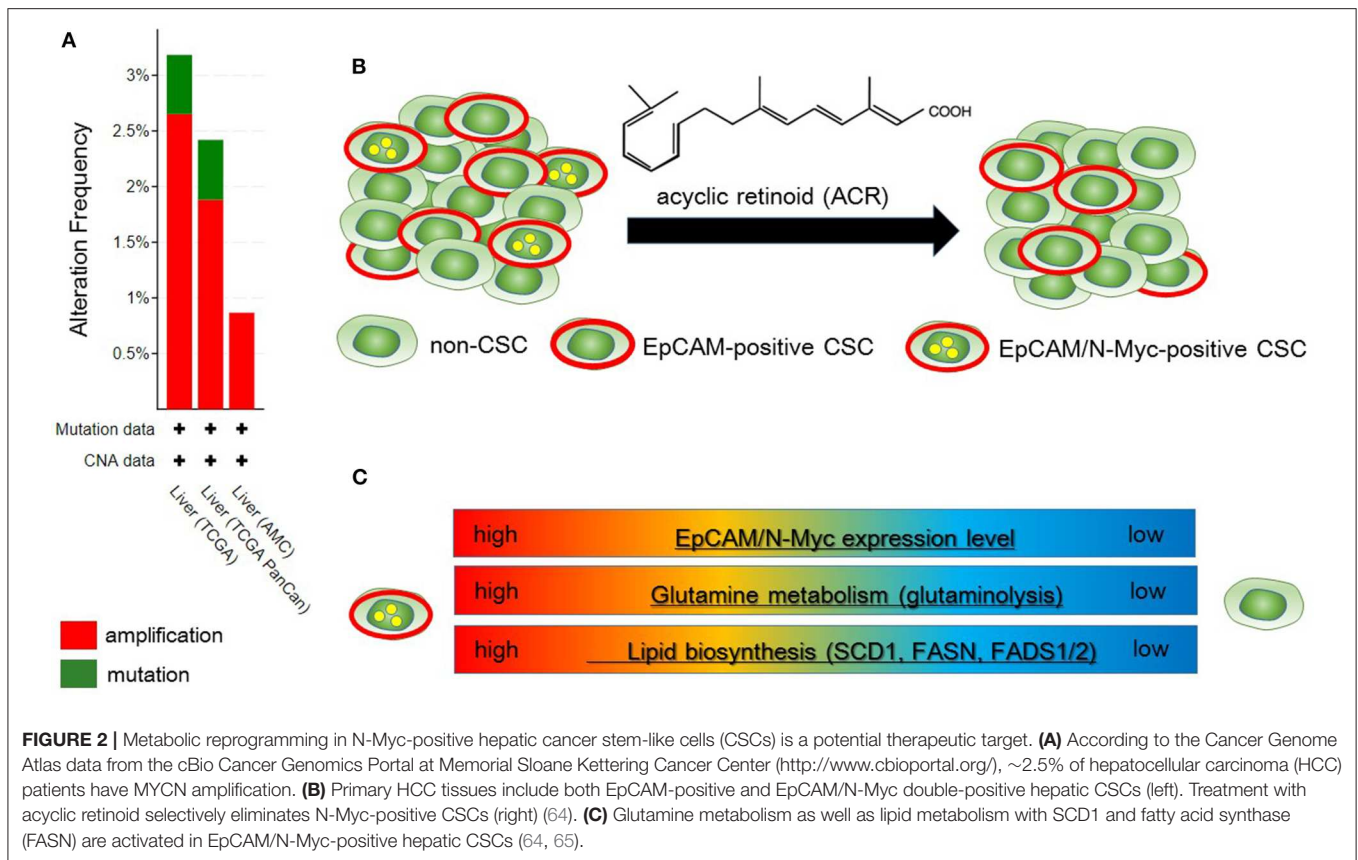 A
3%
2.5%
2%
1.5%
1%
0.5%
Alteration Frequency
Mutation data + + +
CNA data + + +
Liver (TCGA)
Liver (TCGA PanCan)
Liver (AMC)
amplification
mutation
B
COOH
acyclic retinoid (ACR)
non-CSC
EpCAM-positive CSC
EpCAM/N-Myc-positive CSC
C
high EpCAM/N-Myc expression level low
high Glutamine metabolism (glutaminolysis) low
high Lipid biosynthesis (SCD1, FASN, FADS1/2) low
FIGURE 2 | Metabolic reprogramming in N-Myc-positive hepatic cancer stem-like cells (CSCs) is a potential therapeutic target. (A) According to the Cancer Genome
Atlas data from the cBio Cancer Genomics Portal at Memorial Sloane Kettering Cancer Center (http://www.cbioportal.org/), ~2.5% of hepatocellular carcinoma (HCC)
patients have MYCN amplification. (B) Primary HCC tissues include both EpCAM-positive and EpCAM/N-Myc double-positive hepatic CSCs (left). Treatment with
acyclic retinoid selectively eliminates N-Myc-positive CSCs (right) (64). (C) Glutamine metabolism as well as lipid metabolism with SCD1 and fatty acid synthase
(FASN) are activated in EpCAM/N-Myc-positive hepatic CSCs (64, 65).